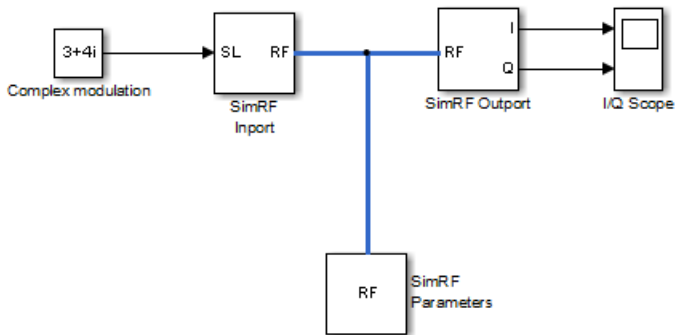 3+4i
Complex modulation
SL
RF
SimRF
Inport
RF
I
Q
SimRF Outport
I/Q Scope
RF
SimRF
Parameters